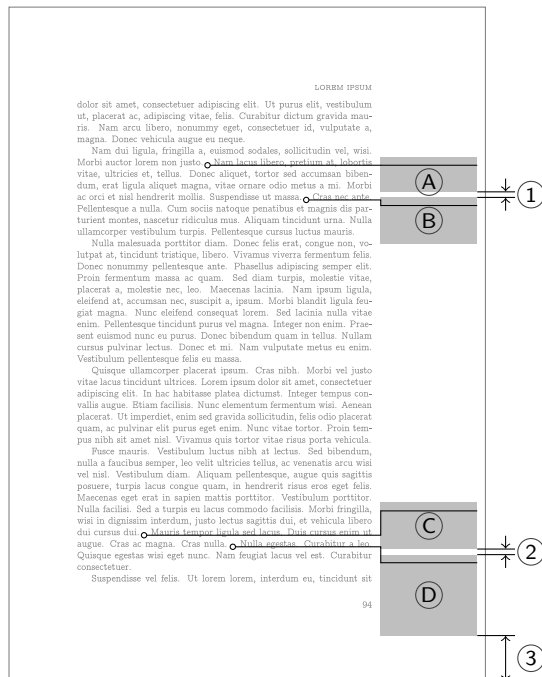 LOREM IPSUM
dolor sit amet, consectetuer adipiscing elit. Ut purus elit, vestibulum
ut, placerat ac, adipiscing vitae, felis. Curabitur dictum gravida mau-
ris. Nam arcu libero, nonummy eget, consectetuer id, vulputate a,
magna. Donec vehicula augue eu neque.
Nam dui ligula, fringilla a, euismod sodales, sollicitudin vel, wisi.
Morbi auctor lorem non justo. Nam lacus libero, pretium at, lobortis
vitae, ultricies et, tellus. Donec aliquet, tortor sed accumsan biben-
dum, erat ligula aliquet magna, vitae ornare odio metus a mi. Morbi
ac orci et nisl hendrerit mollis. Suspendisse ut massa. Cras nec ante.
Pellentesque a nulla. Cum sociis natoque penatibus et magnis dis par-
turient montes, nascetur ridiculus mus. Aliquam tincidunt urna. Nulla
ullamcorper vestibulum turpis. Pellentesque cursus luctus mauris.
Nulla malesuada porttitor diam. Donec felis erat, congue non, vo-
lutpat at, tincidunt tristique, libero. Vivamus viverra fermentum felis.
Donec nonummy pellentesque ante. Phasellus adipiscing semper elit.
Proin fermentum massa ac quam. Sed diam turpis, molestie vitae,
placerat a, molestie nec, leo. Maecenas lacinia. Nam ipsum ligula,
eleifend at, accumsan nec, suscipit a, ipsum. Morbi blandit ligula feu-
giat magna. Nunc eleifend consequat lorem. Sed lacinia nulla vitae
enim. Pellentesque tincidunt purus vel magna. Integer non enim. Prae-
sent euismod nunc eu purus. Donec bibendum quam in tellus. Nullam
cursus pulvinar lectus. Donec et mi. Nam vulputate metus eu enim.
Vestibulum pellentesque felis eu massa.
Quisque ullamcorper placerat ipsum. Cras nibh. Morbi vel justo
vitae lacus tincidunt ultrices. Lorem ipsum dolor sit amet, consectetuer
adipiscing elit. In hac habitasse platea dictumst. Integer tempus con-
vallis augue. Etiam facilisis. Nunc elementum fermentum wisi. Aenean
placerat. Ut imperdiet, enim sed gravida sollicitudin, felis odio placerat
quam, ac pulvinar elit purus eget enim. Nunc vitae tortor. Proin tem-
pus nibh sit amet nisl. Vivamus quis tortor vitae risus porta vehicula.
Fusce mauris. Vestibulum luctus nibh at lectus. Sed bibendum,
nulla a faucibus semper, leo velit ultricies tellus, ac venenatis arcu wisi
vel nisl. Vestibulum diam. Aliquam pellentesque, augue quis sagittis
posuere, turpis lacus congue quam, in hendrerit risus eros eget felis.
Maecenas eget erat in sapien mattis porttitor. Vestibulum porttitor.
Nulla facilisi. Sed a turpis eu lacus commodo facilisis. Morbi fringilla,
wisi in dignissim interdum, justo lectus sagittis dui, et vehicula libero
dui cursus dui. Mauris tempor ligula sed lacus. Duis cursus enim ut
augue. Cras ac magna. Cras nulla. Nulla egestas. Curabitur a leo.
Quisque egestas wisi eget nunc. Nam feugiat lacus vel est. Curabitur
consectetuer.
Suspendisse vel felis. Ut lorem lorem, interdum eu, tincidunt sit
94
A
1
B
C
2
D
3